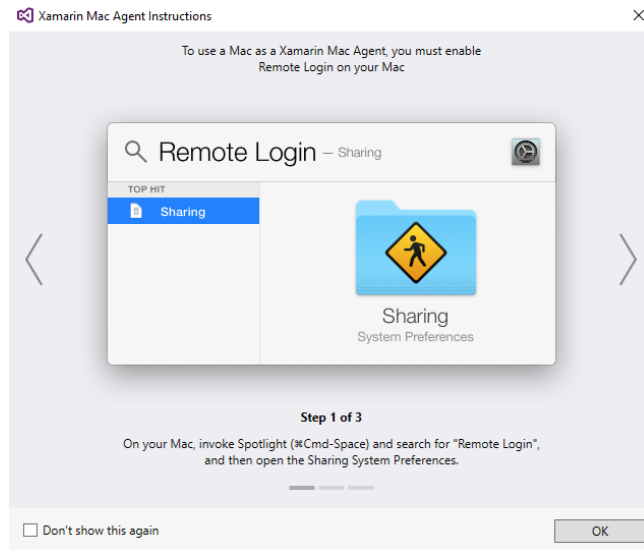 Xamarin Mac Agent Instructions
To use a Mac as a Xamarin Mac Agent, you must enable
Remote Login on your Mac
Remote Login – Sharing
TOP HIT
Sharing
Sharing
System Preferences
Step 1 of 3
On your Mac, invoke Spotlight (⌘Cmd-Space) and search for "Remote Login",
and then open the Sharing System Preferences.
Don't show this again
OK